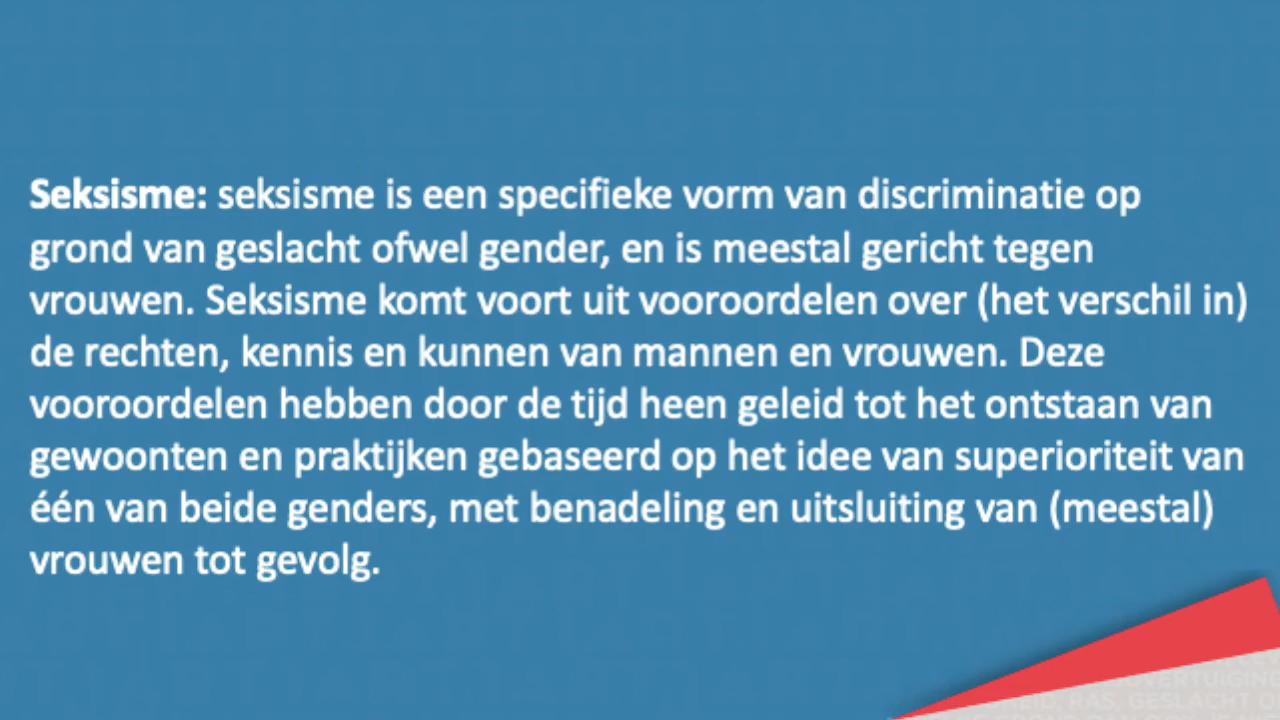 Seksisme: seksisme is een specifieke vorm van discriminatie op
grond van geslacht ofwel gender, en is meestal gericht tegen
vrouwen. Seksisme komt voort uit vooroordelen over (het verschil in)
de rechten, kennis en kunnen van mannen en vrouwen. Deze
vooroordelen hebben door de tijd heen geleid tot het ontstaan van
gewoonten en praktijken gebaseerd op het idee van superioriteit van
één van beide genders, met benadeling en uitsluiting van (meestal)
vrouwen tot gevolg.
RAS, GESLACHT